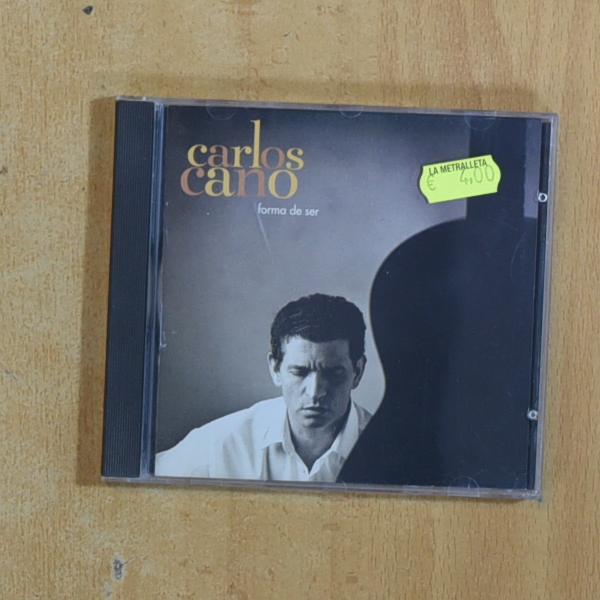 carlos
cano
forma de ser
LA METRALLETA
€ 4.00